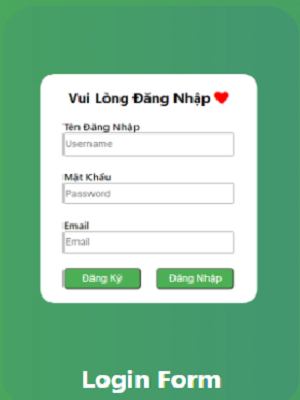 Vui Lòng Đăng Nhập
Tên Đăng Nhập
Username
Mật Khẩu
Password
Email
Email
Đăng Ký Đăng Nhập
Login Form